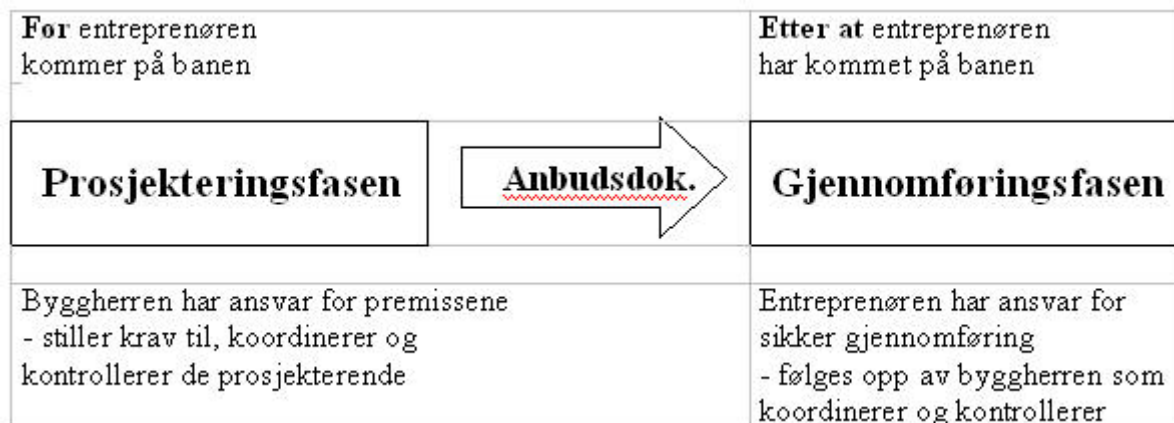 Før entreprenøren
kommer på banen
Etter at entreprenøren
har kommet på banen
Prosjekteringsfasen
Anbudsdok.
Gjennomføringsfasen
Byggherren har ansvar for premissene
- stiller krav til, koordinerer og
kontrollerer de prosjekterende
Entreprenøren har ansvar for
sikker gjennomføring
- følges opp av byggherren som
koordinerer og kontrollerer